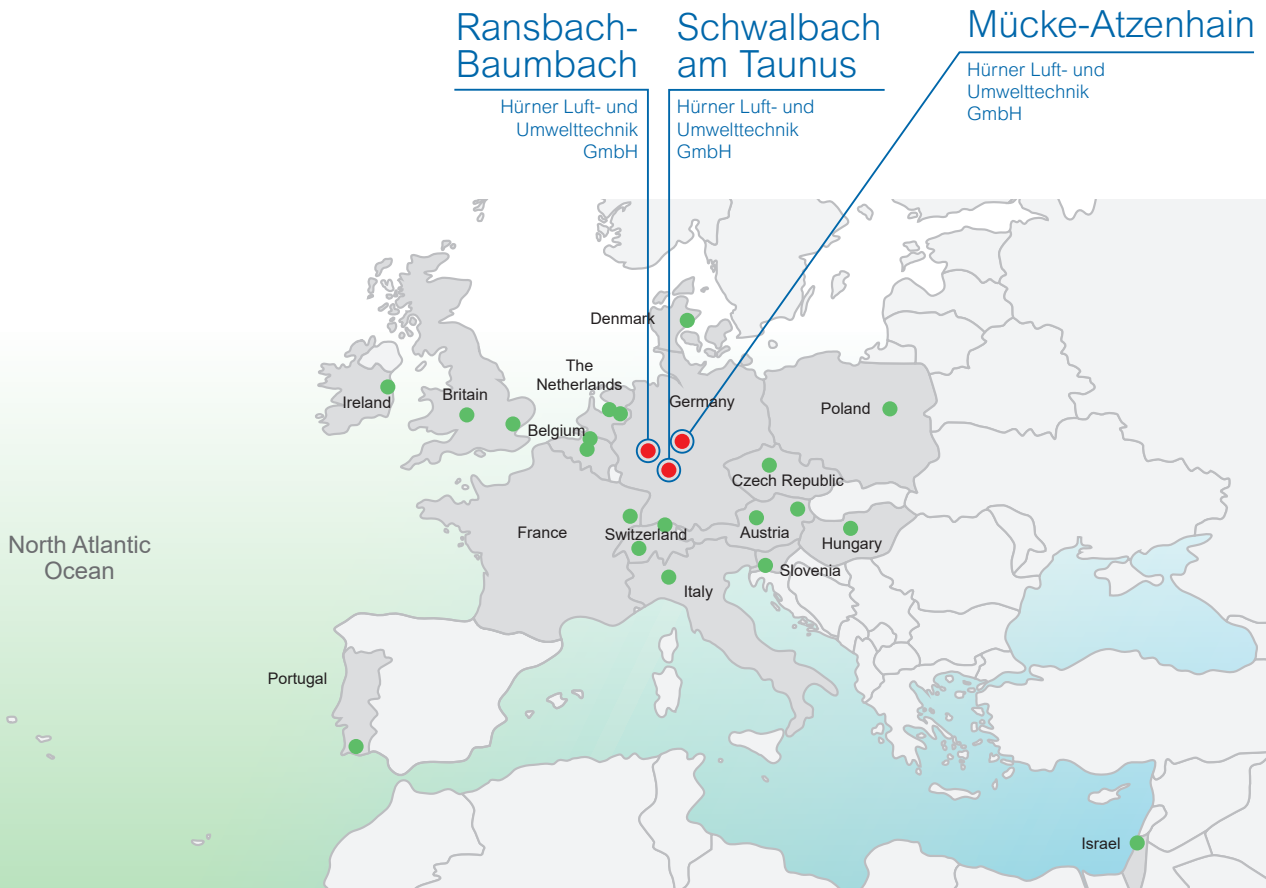 Ransbach-
Baumbach
Hürner Luft- und
Umwelttechnik
GmbH
Schwalbach
am Taunus
Hürner Luft- und
Umwelttechnik
GmbH
Mücke-Atzenhain
Hürner Luft- und
Umwelttechnik
GmbH
Denmark
The
Netherlands
Ireland
Britain
Germany
Poland
Belgium
Czech Republic
France
Switzerland
Austria
Hungary
North Atlantic
Ocean
Slovenia
Italy
Portugal
Israel